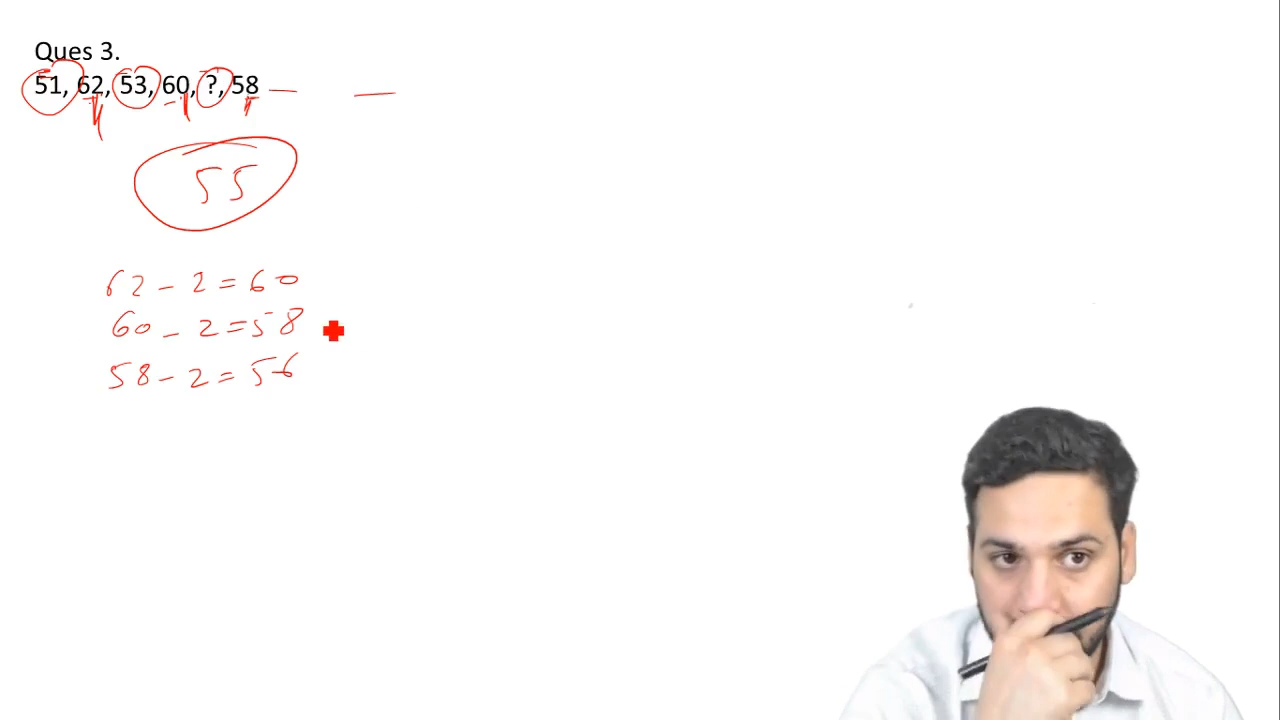 Ques 3.
51, 62, 53, 60, ?, 58
55
62 - 2 = 60
60 - 2 = 58
58 - 2 = 56